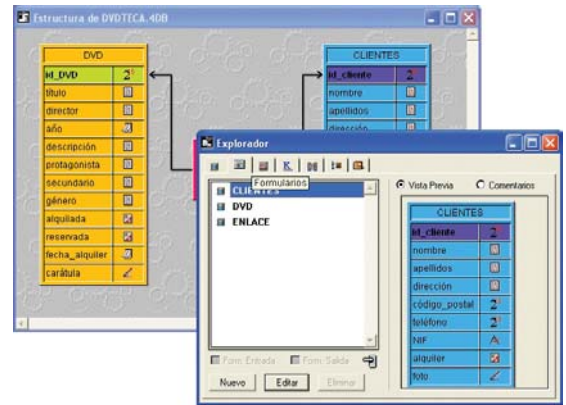 Estructura de DVDTECA.4DB
DVD
id_DVD
título
director
año
descripción
protagonista
secundario
género
alquilada
reservada
fecha_alquiler
carátula
CLIENTES
id_cliente
nombre
apellidos
dirección
Explorador
Formularios
CLIENTES
DVD
ENLACE
Vista Previa
Comentarios
CLIENTES
id_cliente
nombre
apellidos
dirección
código_postal
teléfono
NIF
alquiler
foto
Form. Entrada
Form. Salida
Nuevo
Editar
Eliminar